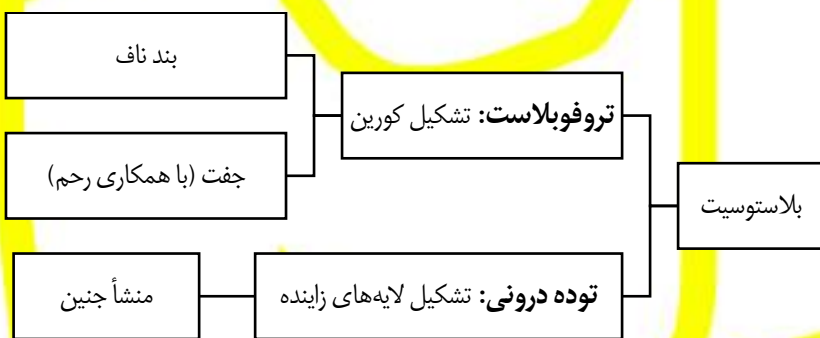 بلاستوسیت
تروفوبلاست: تشکیل کورین
بند ناف
جفت (با همکاری رحم)
توده درونی: تشکیل لایه‌های زاینده
منشأ جنین